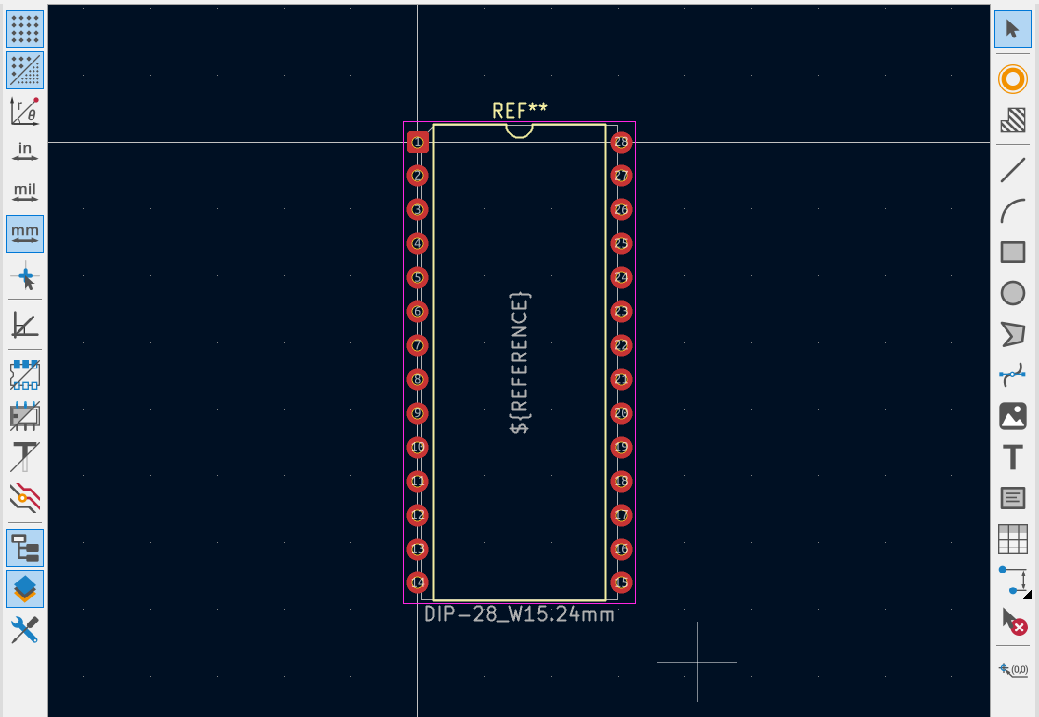 r
θ
in
mil
mm
REF**
1 28
2 27
3 26
4 25
5 24
6 23
7 22
8 21
9 20
10 19
11 18
12 17
13 16
14 15
${REFERENCE}
DIP-28_W15.24mm
T
T
(0,0)